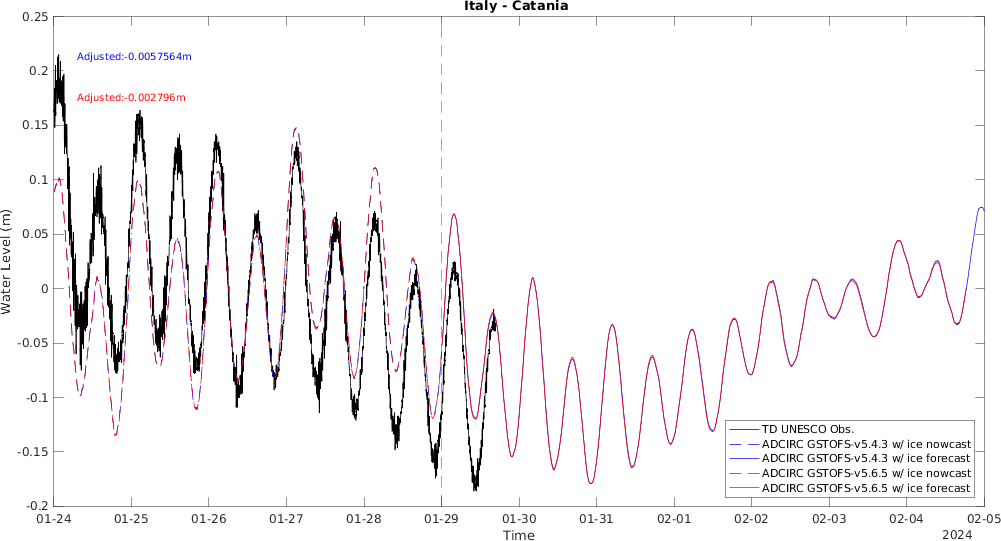 Italy - Catania
Adjusted:-0.0057564m
Adjusted:-0.002796m
Water Level (m)
0.25
0.2
0.15
0.1
0.05
0
-0.05
-0.1
-0.15
-0.2
01-24 01-25 01-26 01-27 01-28 01-29 01-30 01-31 02-01 02-02 02-03 02-04 02-05
Time
2024
TD UNESCO Obs.
ADCIRC GSTOFS-v5.4.3 w/ ice nowcast
ADCIRC GSTOFS-v5.4.3 w/ ice forecast
ADCIRC GSTOFS-v5.6.5 w/ ice nowcast
ADCIRC GSTOFS-v5.6.5 w/ ice forecast